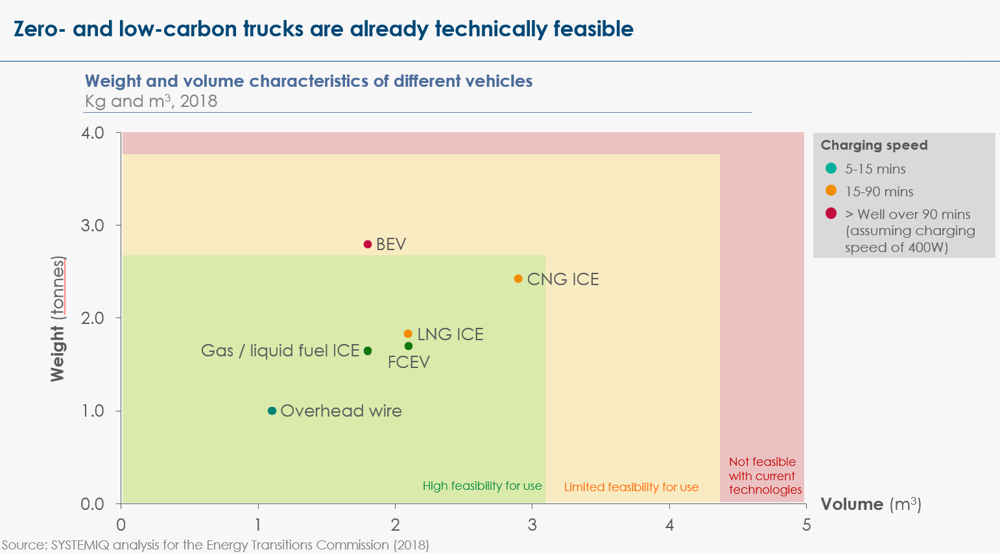 Zero- and low-carbon trucks are already technically feasible
Weight and volume characteristics of different vehicles
Kg and m³, 2018
Weight (tonnes)
4.0
3.0
2.0
1.0
0.0
BEV
CNG ICE
LNG ICE
Gas / liquid fuel ICE
FCEV
Overhead wire
High feasibility for use
Limited feasibility for use
Not feasible
with current
technologies
0
1
2
3
4
5
Volume (m³)
Charging speed
5-15 mins
15-90 mins
> Well over 90 mins
(assuming charging
speed of 400W)
Source: SYSTEMIQ analysis for the Energy Transitions Commission (2018)